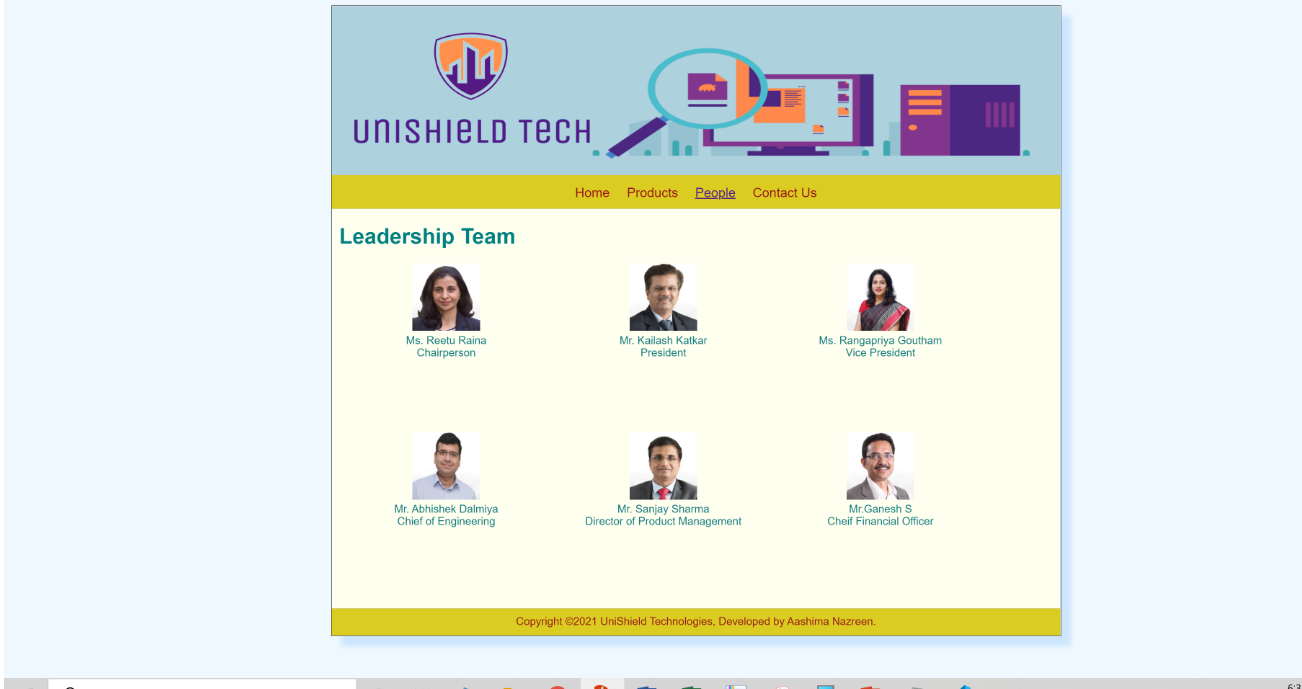 UNISHIELD TECH
Home Products People Contact Us
Leadership Team
Ms. Reetu Raina
Chairperson
Mr. Kailash Katkar
President
Ms. Rangapriya Goutham
Vice President
Mr. Abhishek Dalmiya
Chief of Engineering
Mr. Sanjay Sharma
Director of Product Management
Mr.Ganesh S
Cheif Financial Officer
Copyright ©2021 UniShield Technologies, Developed by Aashima Nazreen.